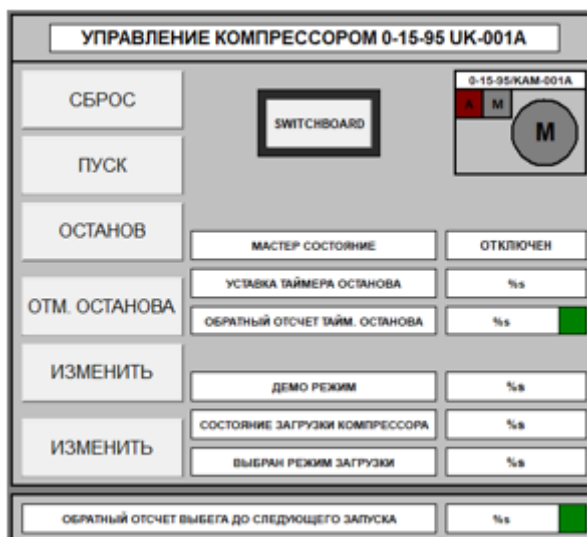 УПРАВЛЕНИЕ КОМПРЕССОРОМ 0-15-95 UK-001A
СБРОС
SWITCHBOARD
0-15-95/KAM-001A
A M
M
ПУСК
ОСТАНОВ
МАСТЕР СОСТОЯНИЕ ОТКЛЮЧЕН
УСТАВКА ТАЙМЕРА ОСТАНОВА %s
ОТМ. ОСТАНОВА
ОБРАТНЫЙ ОТСЧЕТ ТАЙМ. ОСТАНОВА %s
ИЗМЕНИТЬ
ДЕМО РЕЖИМ %s
СОСТОЯНИЕ ЗАГРУЗКИ КОМПРЕССОРА %s
ИЗМЕНИТЬ
ВЫБРАН РЕЖИМ ЗАГРУЗКИ %s
ОБРАТНЫЙ ОТСЧЕТ ВЫБЕГА ДО СЛЕДУЮЩЕГО ЗАПУСКА %s